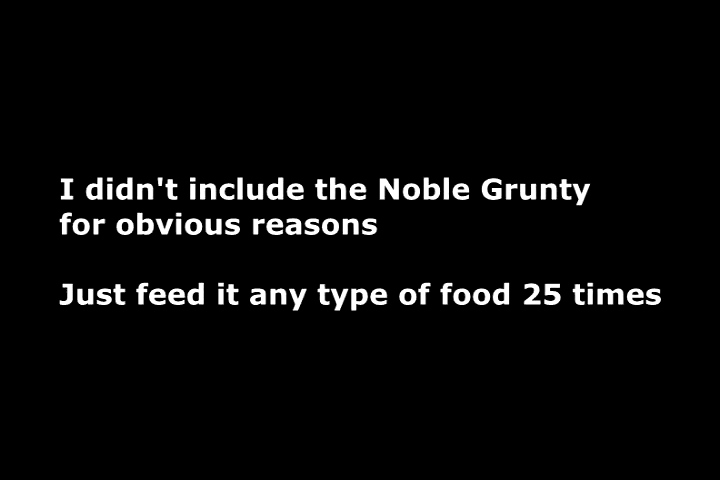 I didn't include the Noble Grunty
for obvious reasons
Just feed it any type of food 25 times